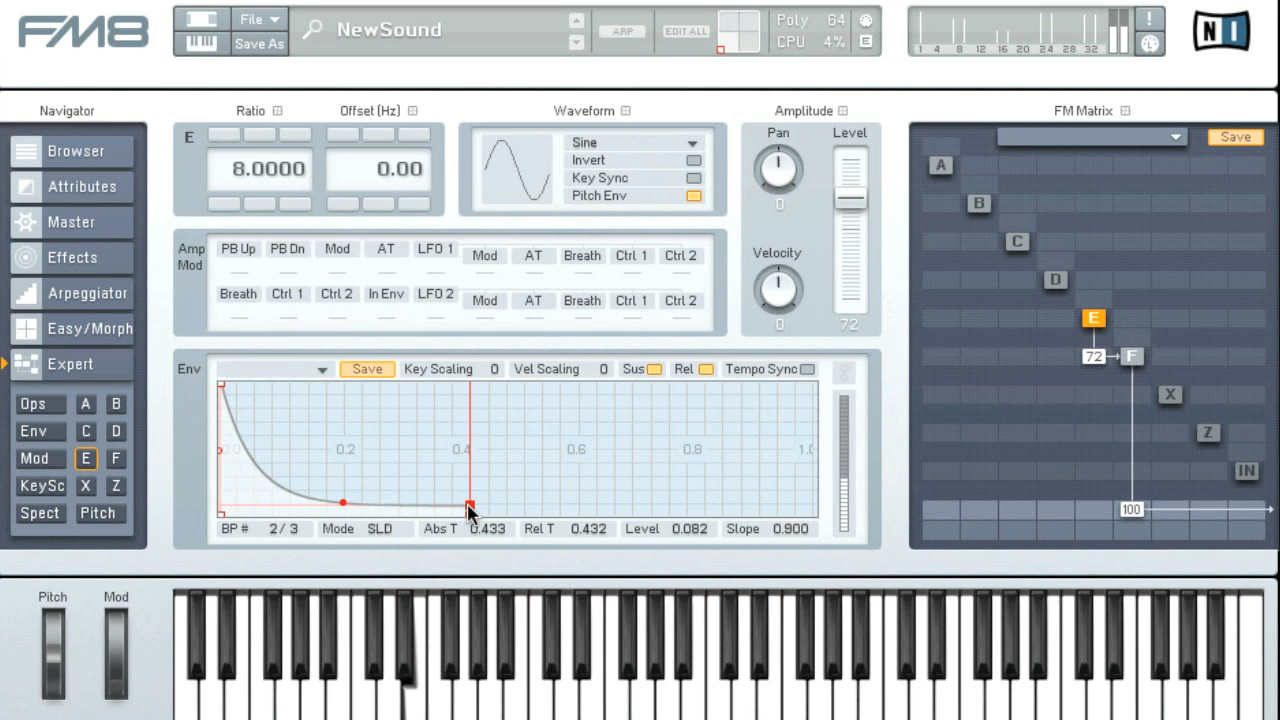 FM8
File
Save As
NewSound
ARP
EDIT ALL
Poly 64
CPU 4%
1 4 8 12 16 20 24 28 32
!
NI
Navigator
Browser
Attributes
Master
Effects
Arpeggiator
Easy/Morph
Expert
Ops A B
Env C D
Mod E F
KeySc X Z
Spect Pitch
Ratio
Offset (Hz)
E
8.0000
0.00
Waveform
Sine
Invert
Key Sync
Pitch Env
Amplitude
Pan
Level
0
Velocity
0
72
Amp Mod
PB Up PB Dn Mod AT LFO 1 Mod AT Breath Ctrl 1 Ctrl 2
Breath Ctrl 1 Ctrl 2 In Env LFO 2 Mod AT Breath Ctrl 1 Ctrl 2
Env
Save
Key Scaling 0
Vel Scaling 0
Sus
Rel
Tempo Sync
0.0 0.2 0.4 0.6 0.8 1.0
BP # 2 / 3 Mode SLD Abs T 0.433 Rel T 0.432 Level 0.082 Slope 0.900
FM Matrix
Save
A
B
C
D
E
72 F
X
Z
IN
100
Pitch
Mod